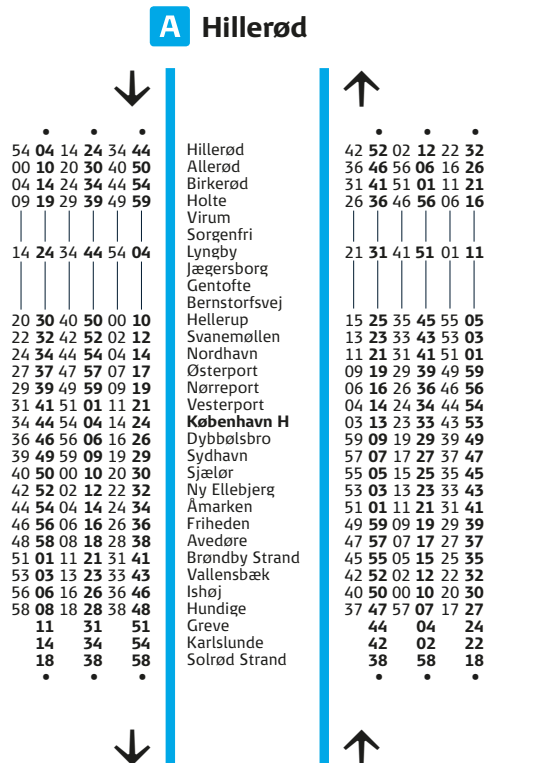 A Hillerød
54 04 14 24 34 44 Hillerød 42 52 02 12 22 32
00 10 20 30 40 50 Allerød 36 46 56 06 16 26
04 14 24 34 44 54 Birkerød 31 41 51 01 11 21
09 19 29 39 49 59 Holte 26 36 46 56 06 16
Virum
Sorgenfri
14 24 34 44 54 04 Lyngby 21 31 41 51 01 11
Jægersborg
Gentofte
Bernstorfsvej
20 30 40 50 00 10 Hellerup 15 25 35 45 55 05
22 32 42 52 02 12 Svanemøllen 13 23 33 43 53 03
24 34 44 54 04 14 Nordhavn 11 21 31 41 51 01
27 37 47 57 07 17 Østerport 09 19 29 39 49 59
29 39 49 59 09 19 Nørreport 06 16 26 36 46 56
31 41 51 01 11 21 Vesterport 04 14 24 34 44 54
34 44 54 04 14 24 København H 03 13 23 33 43 53
36 46 56 06 16 26 Dybbølsbro 59 09 19 29 39 49
39 49 59 09 19 29 Sydhavn 57 07 17 27 37 47
40 50 00 10 20 30 Sjælør 55 05 15 25 35 45
42 52 02 12 22 32 Ny Ellebjerg 53 03 13 23 33 43
44 54 04 14 24 34 Åmarken 51 01 11 21 31 41
46 56 06 16 26 36 Friheden 49 59 09 19 29 39
48 58 08 18 28 38 Avedøre 47 57 07 17 27 37
51 01 11 21 31 41 Brøndby Strand 45 55 05 15 25 35
53 03 13 23 33 43 Vallensbæk 42 52 02 12 22 32
56 06 16 26 36 46 Ishøj 40 50 00 10 20 30
58 08 18 28 38 48 Hundige 37 47 57 07 17 27
11 31 51 Greve 44 04 24
14 34 54 Karlslunde 42 02 22
18 38 58 Solrød Strand 38 58 18